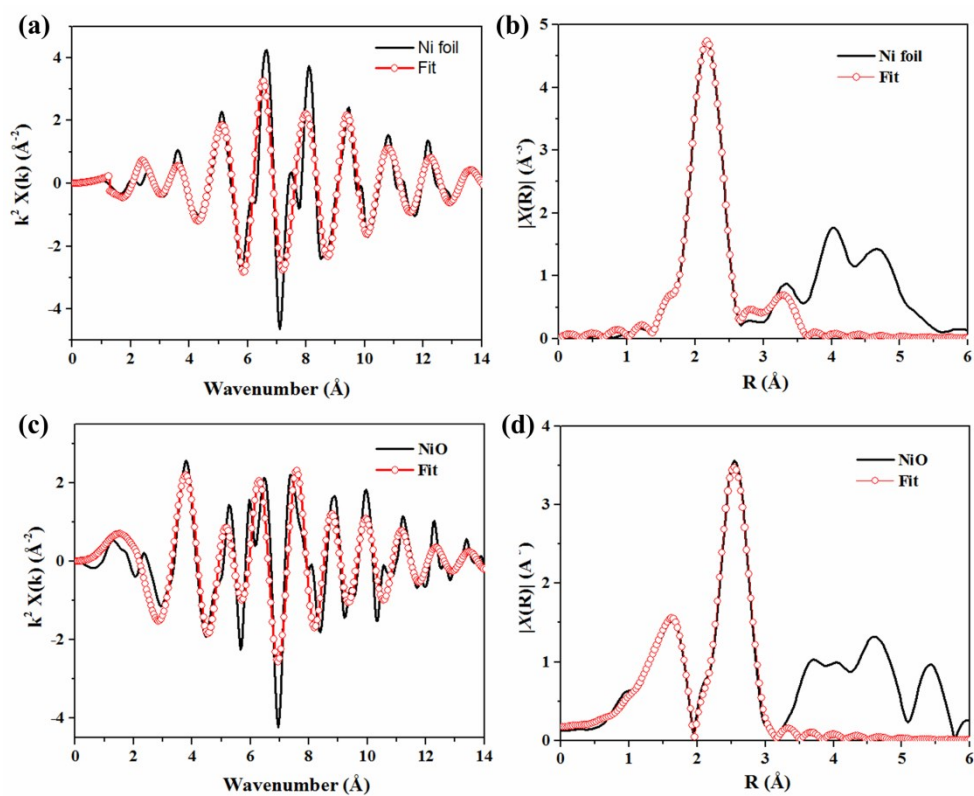 (a)
Ni foil
Fit
k² X(k) (Å⁻²)
4
2
0
-2
-4
0 2 4 6 8 10 12 14
Wavenumber (Å)
(b)
Ni foil
Fit
|X(R)| (Å⁻³)
5
4
3
2
1
0
0 1 2 3 4 5 6
R (Å)
(c)
NiO
Fit
k² X(k) (Å⁻²)
2
0
-2
-4
0 2 4 6 8 10 12 14
Wavenumber (Å)
(d)
NiO
Fit
|X(R)| (Å⁻
4
3
2
1
0
0 1 2 3 4 5 6
R (Å)